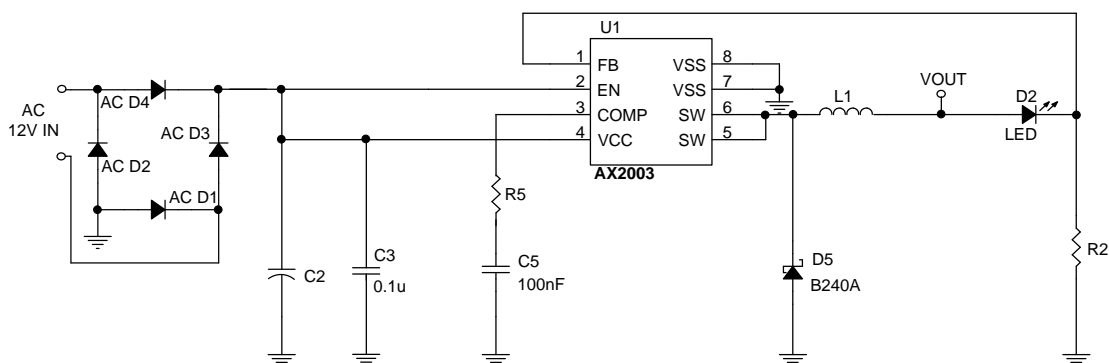 U1
1 FB VSS 8
2 EN VSS 7
3 COMP SW 6
4 VCC SW 5
AX2003
AC
12V IN
AC D4
AC D3
AC D2
AC D1
C2
C3
0.1u
R5
C5
100nF
L1
VOUT
D2
LED
D5
B240A
R2